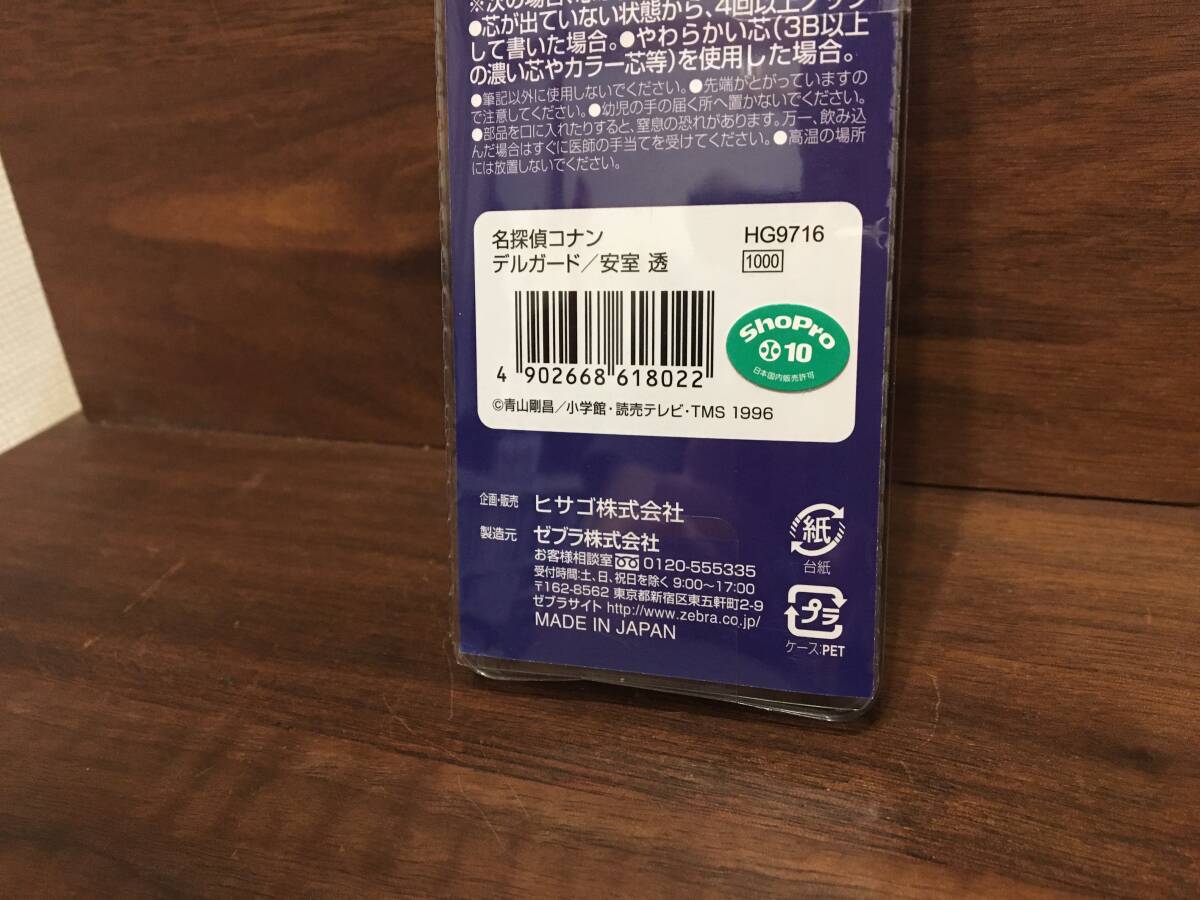 ※次の場合、芯
●芯が出ていない状態から、4回以上ノック
して書いた場合。●やわらかい芯(3B以上
の濃い芯やカラー芯等)を使用した場合。
●筆記以外に使用しないでください。●先端がとがっていますの
で注意してください。●幼児の手の届く所へ置かないでください。
●部品を口に入れたりすると、窒息の恐れがあります。万一、飲み込
んだ場合はすぐに医師の手当てを受けてください。●高温の場所
には放置しないでください。
名探偵コナン HG9716
デルガード/安室 透 1000
ShoPro
10
日本国内販売許可
4 902668 618022
©青山剛昌/小学館・読売テレビ・TMS 1996
企画・販売 ヒサゴ株式会社
製造元 ゼブラ株式会社
お客様相談室 0120-555335
受付時間:土、日、祝日を除く 9:00～17:00
〒162-8562 東京都新宿区東五軒町2-9
ゼブラサイト http://www.zebra.co.jp/
MADE IN JAPAN
紙
台紙
プラ
ケース:PET